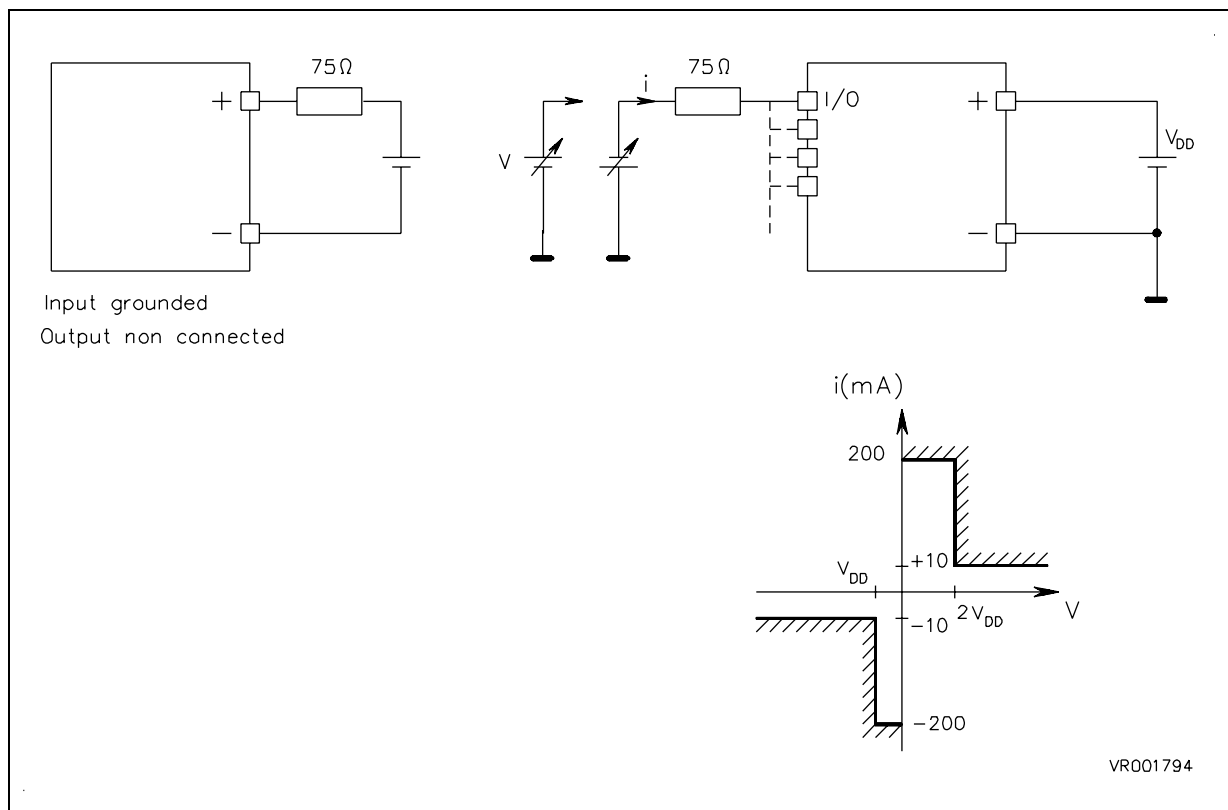 75Ω
+
−
Input grounded
Output non connected
V
i
75Ω
I/O
+
−
V_DD
i(mA)
200
+10
V_DD
2V_DD
V
-10
-200
VR001794